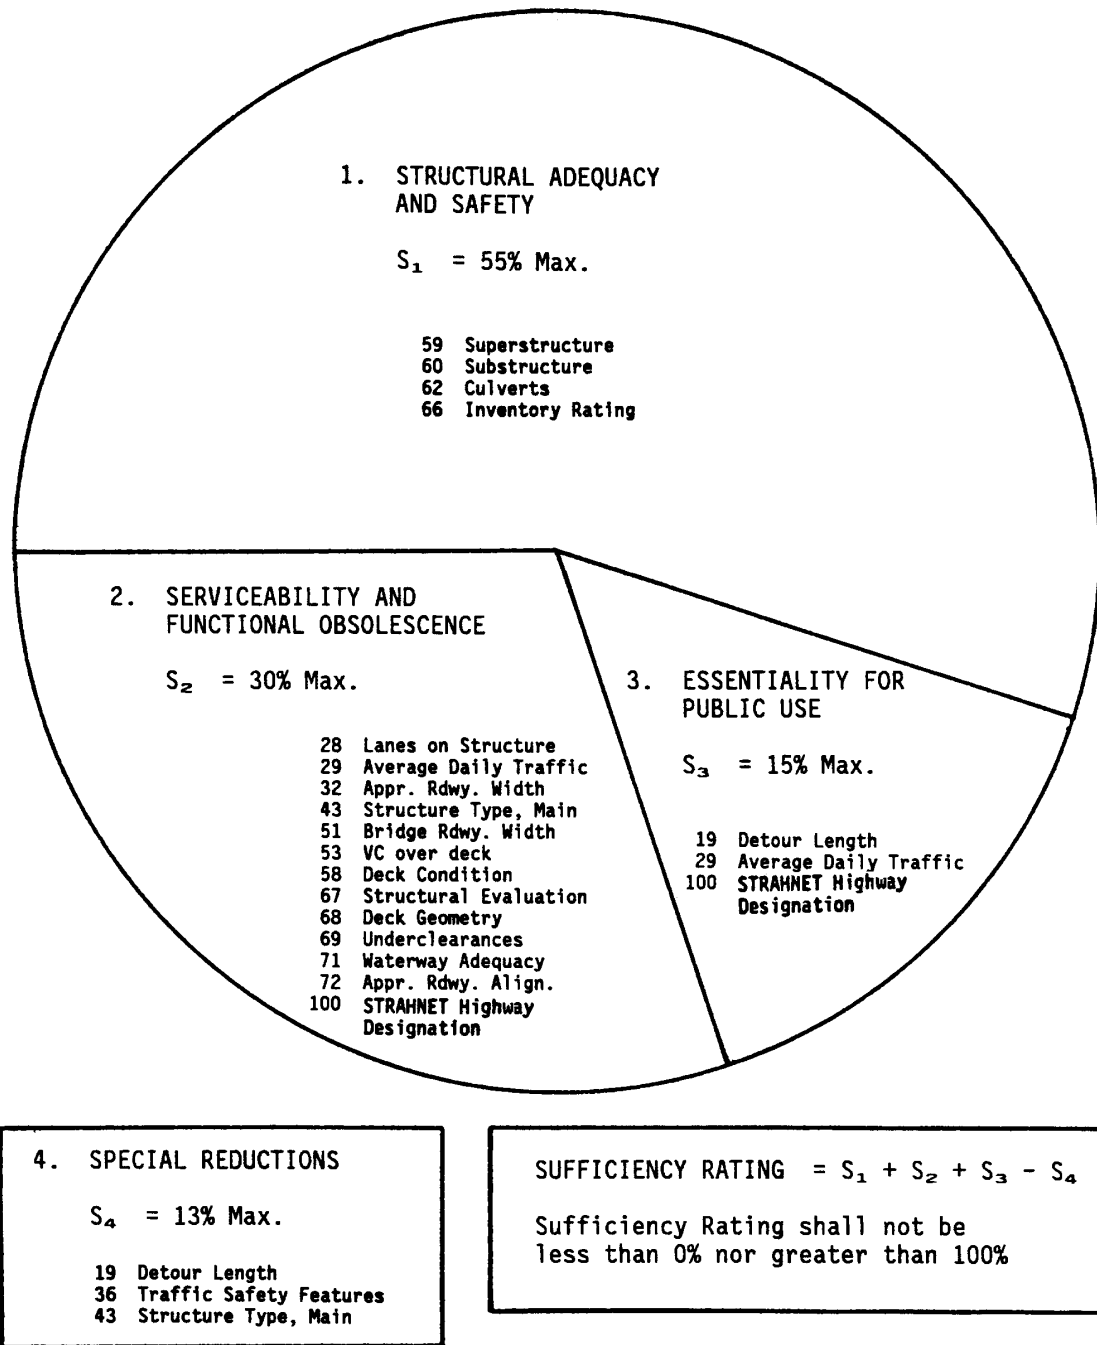 1. STRUCTURAL ADEQUACY
AND SAFETY
S₁ = 55% Max.
59 Superstructure
60 Substructure
62 Culverts
66 Inventory Rating
2. SERVICEABILITY AND
FUNCTIONAL OBSOLESCENCE
S₂ = 30% Max.
28 Lanes on Structure
29 Average Daily Traffic
32 Appr. Rdwy. Width
43 Structure Type, Main
51 Bridge Rdwy. Width
53 VC over deck
58 Deck Condition
67 Structural Evaluation
68 Deck Geometry
69 Underclearances
71 Waterway Adequacy
72 Appr. Rdwy. Align.
100 STRAHNET Highway
Designation
3. ESSENTIALITY FOR
PUBLIC USE
S₃ = 15% Max.
19 Detour Length
29 Average Daily Traffic
100 STRAHNET Highway
Designation
4. SPECIAL REDUCTIONS
S₄ = 13% Max.
19 Detour Length
36 Traffic Safety Features
43 Structure Type, Main
SUFFICIENCY RATING = S₁ + S₂ + S₃ - S₄
Sufficiency Rating shall not be
less than 0% nor greater than 100%